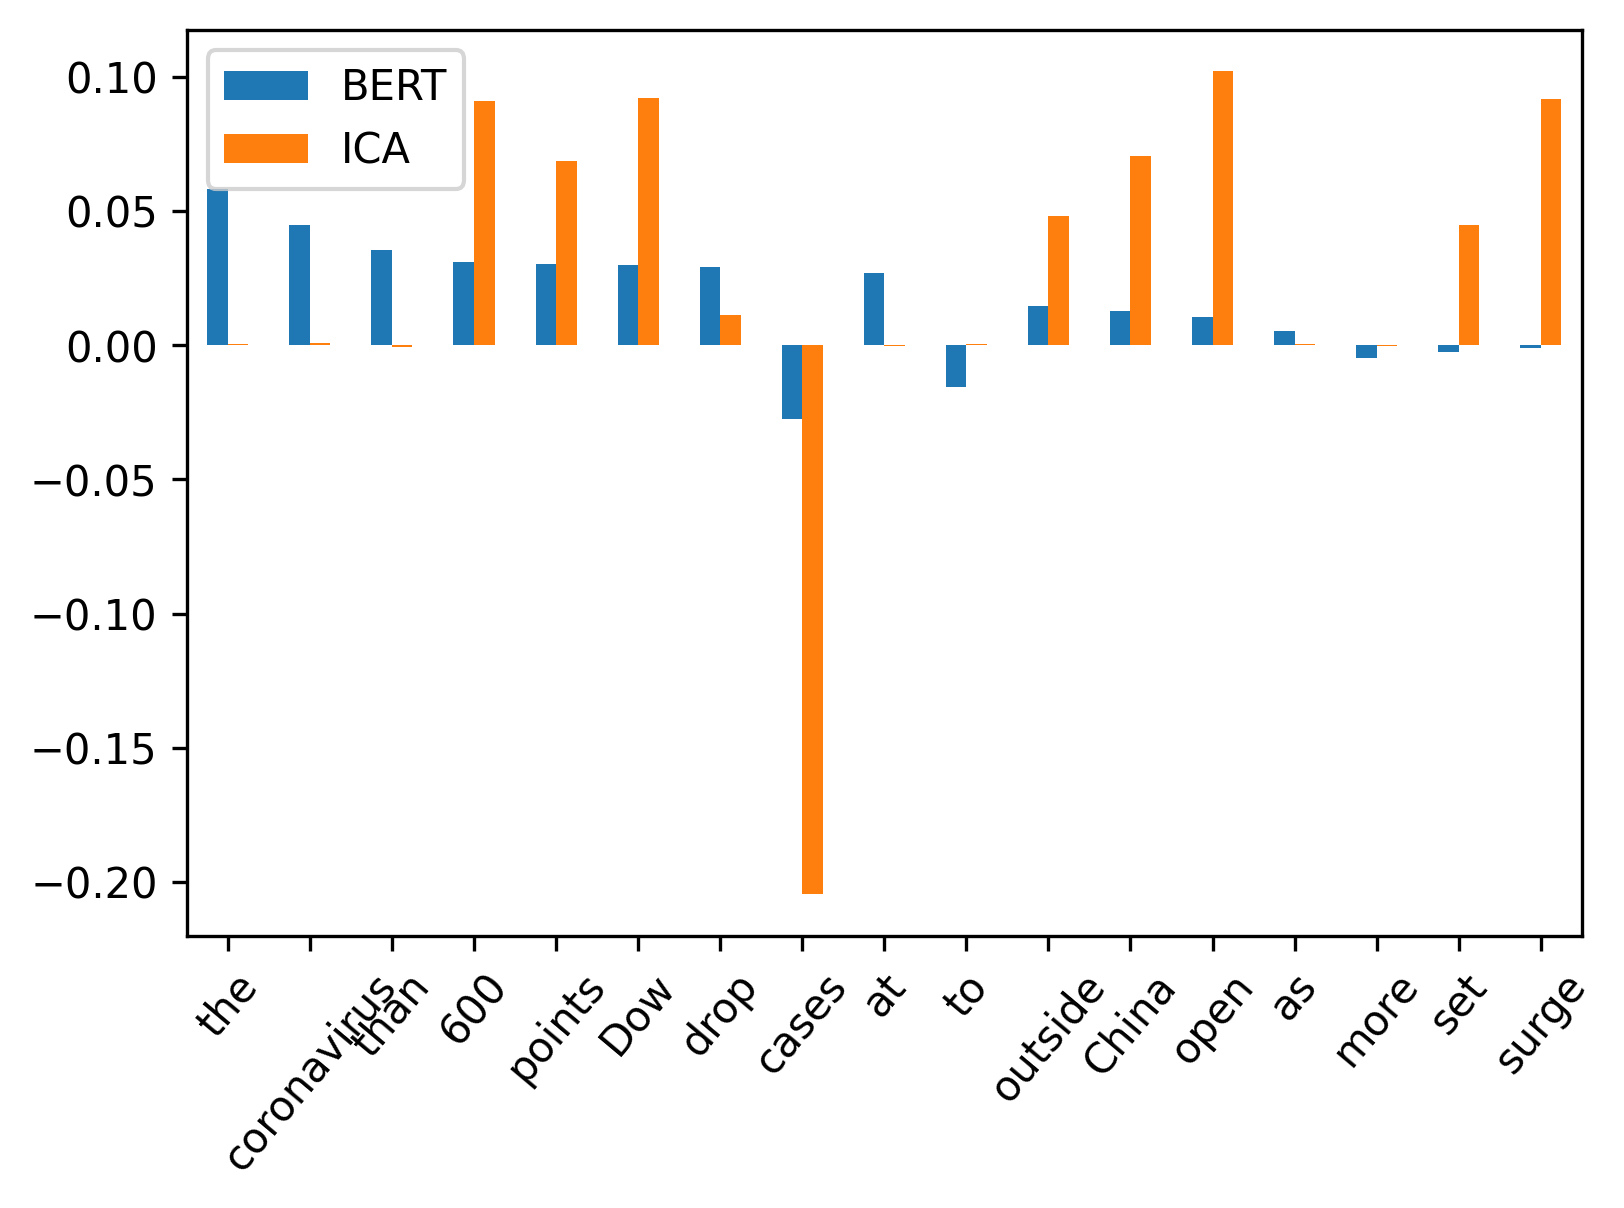 BERT
ICA
0.10
0.05
0.00
−0.05
−0.10
−0.15
−0.20
the
coronavirus
than
600
points
Dow
drop
cases
at
to
outside
China
open
as
more
set
surge